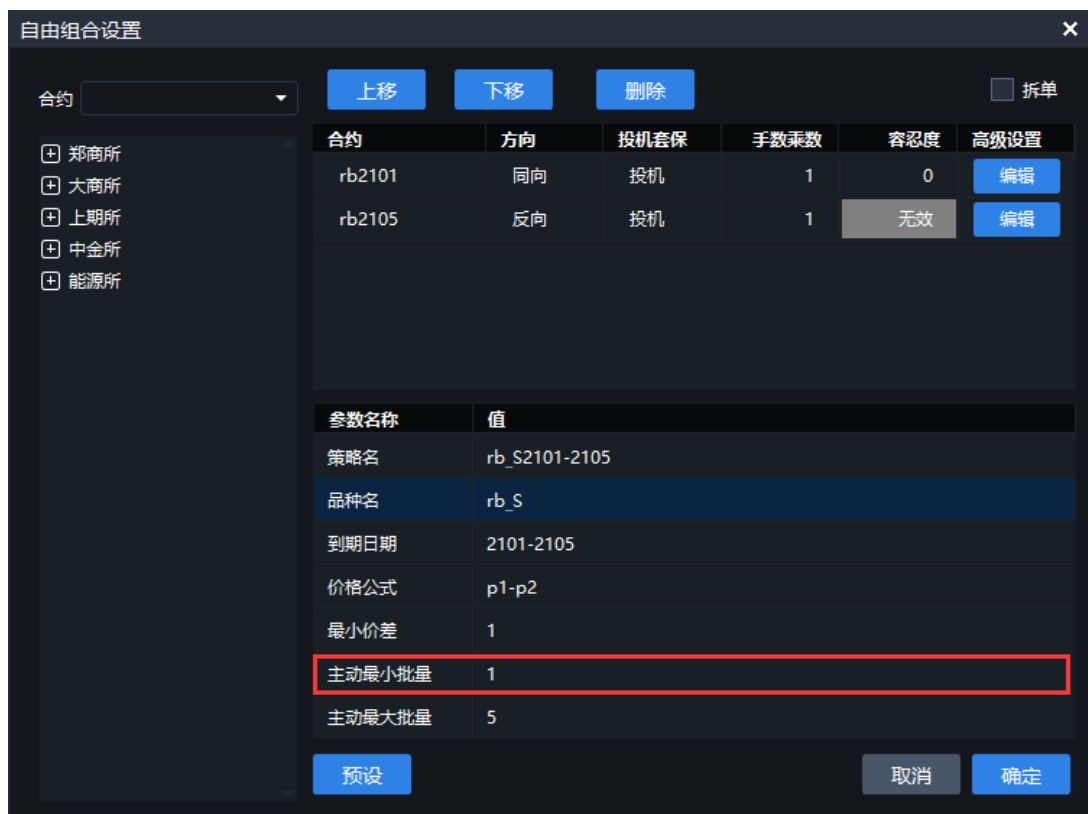 自由组合设置
合约
上移 下移 删除 拆单
郑商所
大商所
上期所
中金所
能源所
合约 方向 投机套保 手数乘数 容忍度 高级设置
rb2101 同向 投机 1 0 编辑
rb2105 反向 投机 1 无效 编辑
参数名称 值
策略名 rb_S2101-2105
品种名 rb_S
到期日期 2101-2105
价格公式 p1-p2
最小价差 1
主动最小批量 1
主动最大批量 5
预设 取消 确定